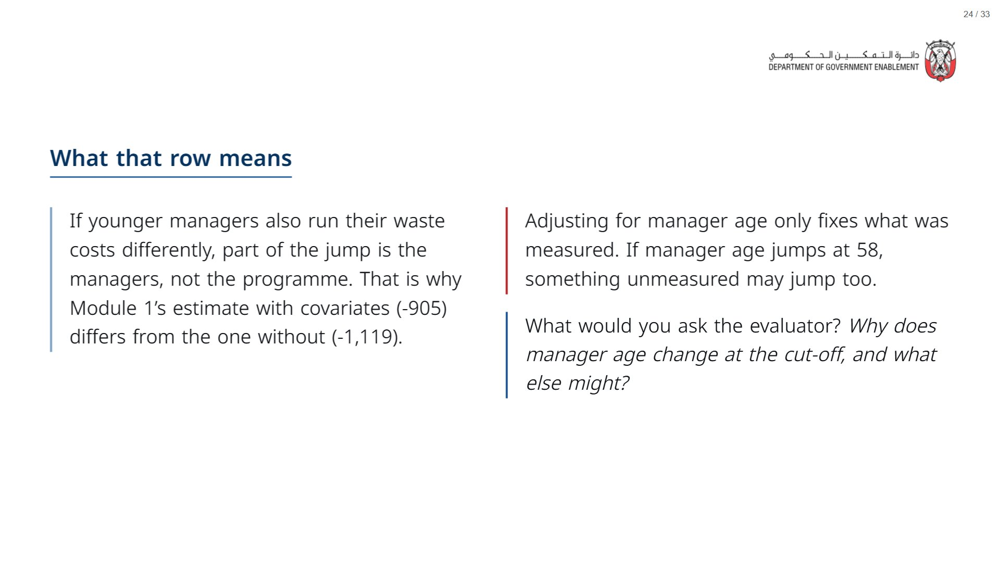 24 / 33
دائرة التمكين الحكومي
DEPARTMENT OF GOVERNMENT ENABLEMENT
What that row means
If younger managers also run their waste
costs differently, part of the jump is the
managers, not the programme. That is why
Module 1’s estimate with covariates (-905)
differs from the one without (-1,119).
Adjusting for manager age only fixes what was
measured. If manager age jumps at 58,
something unmeasured may jump too.
What would you ask the evaluator? Why does
manager age change at the cut-off, and what
else might?